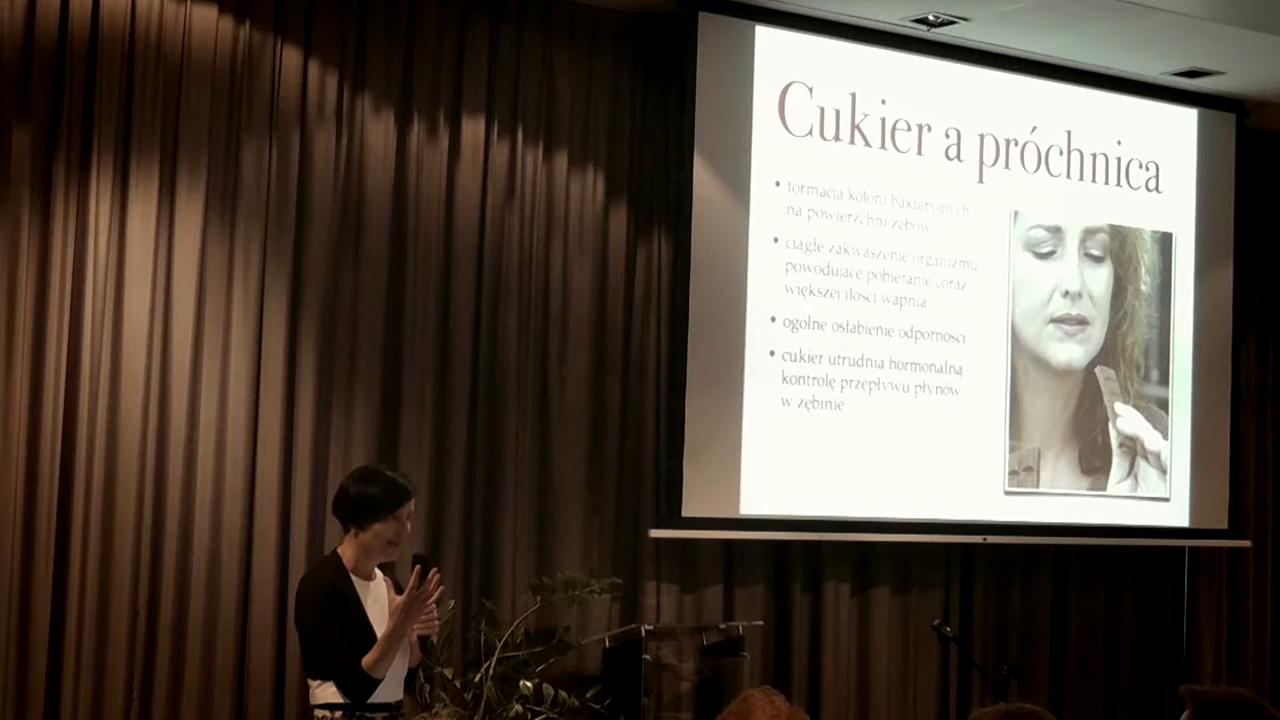 Cukier a próchnica
• formacja kolonii bakteryjnych
na powierzchni zębów
• ciągłe zakwaszenie organizmu
powodujące pobieranie coraz
większej ilości wapnia
• ogólne osłabienie odporności
• cukier utrudnia hormonalną
kontrolę przepływu płynów
w zębinie